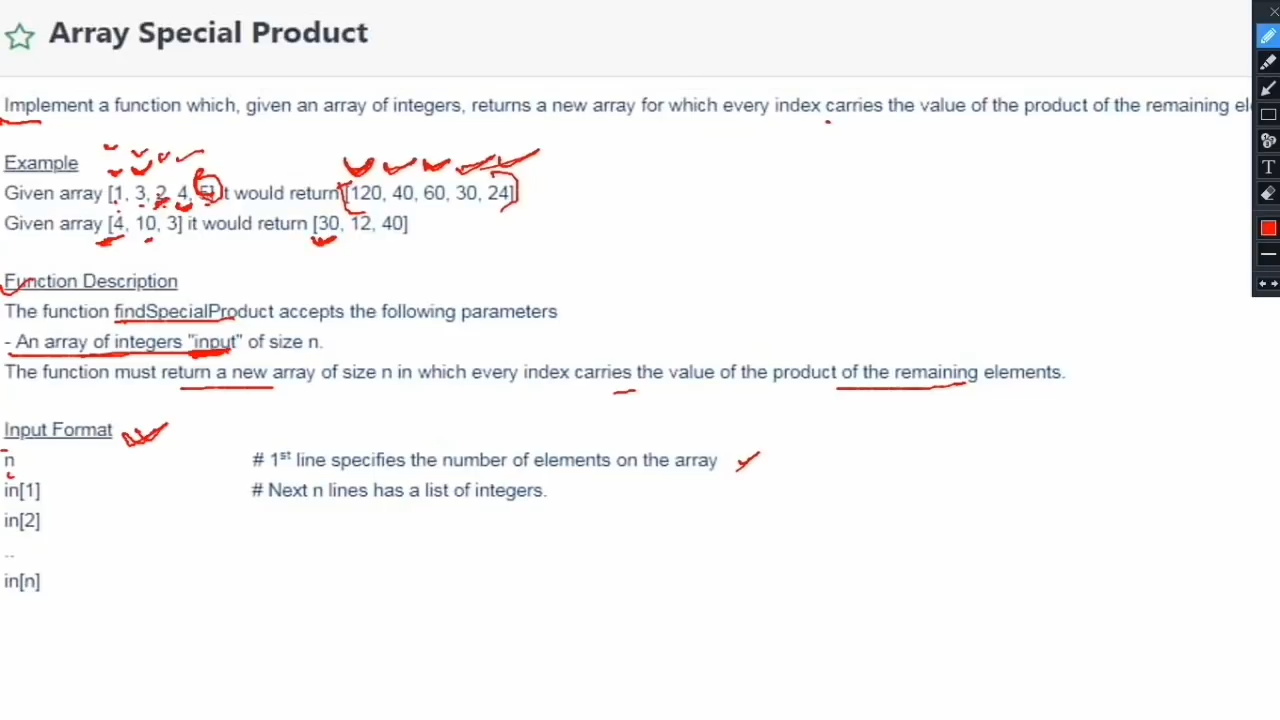 Array Special Product
Implement a function which, given an array of integers, returns a new array for which every index carries the value of the product of the remaining
Example
Given array [1, 3, 2, 4, 5] it would return [120, 40, 60, 30, 24]
Given array [4, 10, 3] it would return [30, 12, 40]
Function Description
The function findSpecialProduct accepts the following parameters
- An array of integers "input" of size n.
The function must return a new array of size n in which every index carries the value of the product of the remaining elements.
Input Format
n # 1st line specifies the number of elements on the array
in[1] # Next n lines has a list of integers.
in[2]
..
in[n]
T